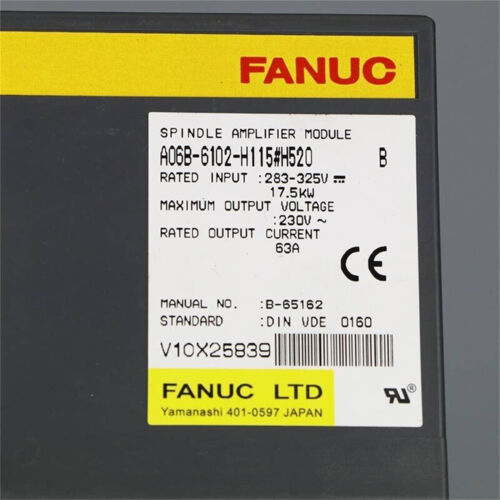 FANUC
SPINDLE AMPLIFIER MODULE
A06B-6102-H115#H520 B
RATED INPUT :283-325V ⎓
17.5kW
MAXIMUM OUTPUT VOLTAGE
:230V ~
RATED OUTPUT CURRENT
63A
CE
MANUAL NO. :B-65162
STANDARD :DIN VDE 0160
V10X25839
FANUC LTD
Yamanashi 401-0597 JAPAN
RU®